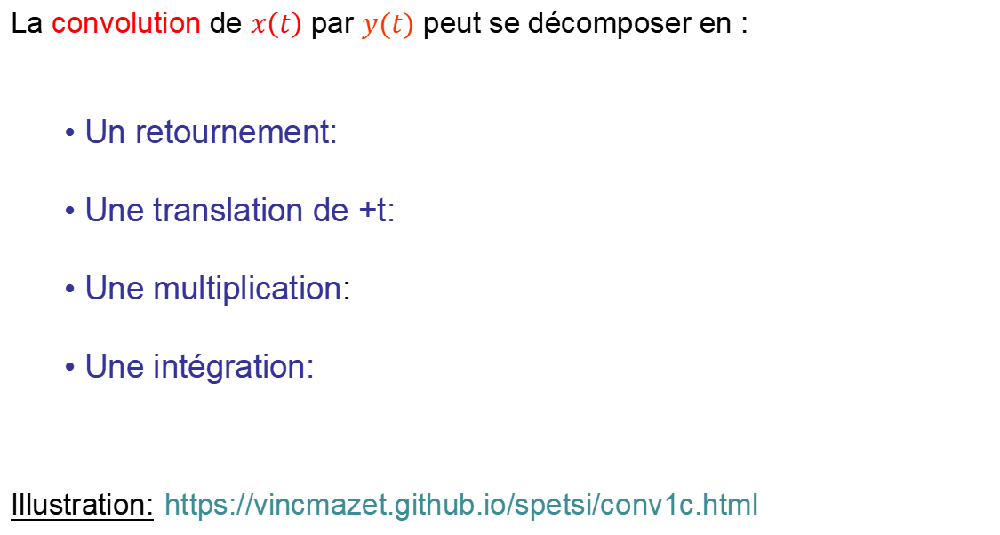 La convolution de x(t) par y(t) peut se décomposer en :
• Un retournement:
• Une translation de +t:
• Une multiplication:
• Une intégration:
Illustration: https://vincmazet.github.io/spetsi/conv1c.html